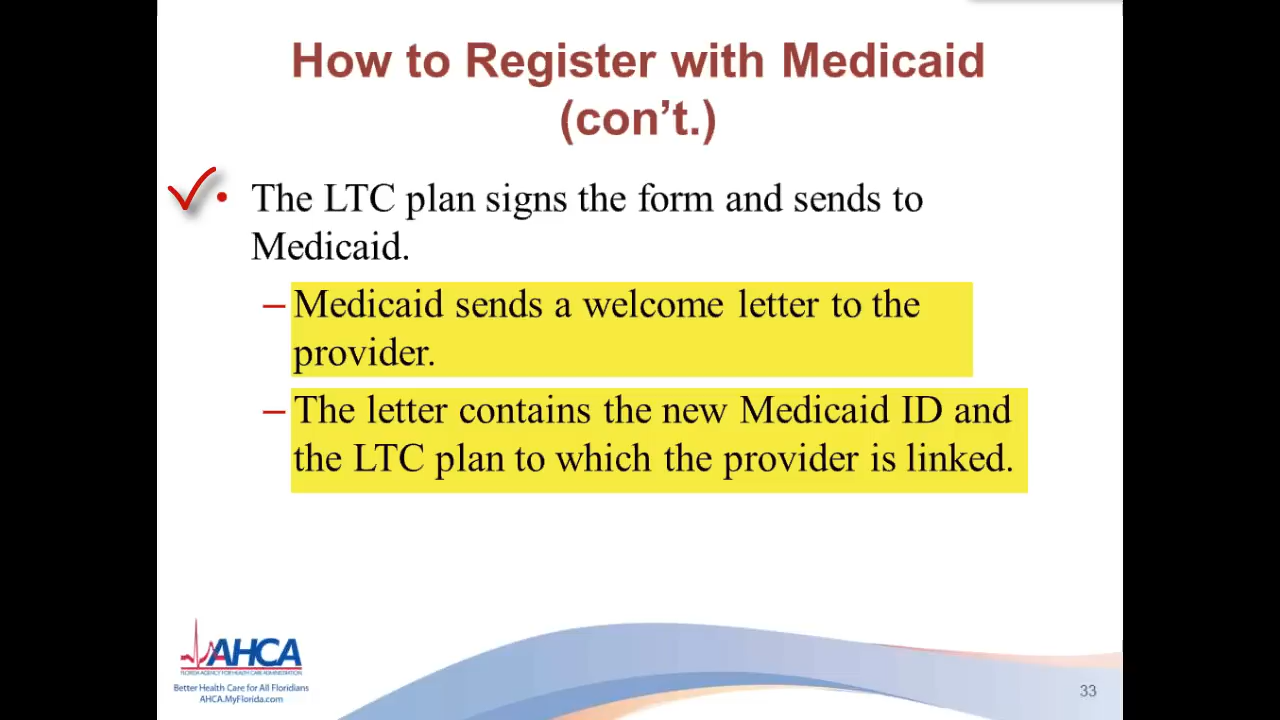 How to Register with Medicaid
(con’t.)
• The LTC plan signs the form and sends to
Medicaid.
– Medicaid sends a welcome letter to the
provider.
– The letter contains the new Medicaid ID and
the LTC plan to which the provider is linked.
AHCA
FLORIDA AGENCY FOR HEALTH CARE ADMINISTRATION
Better Health Care for All Floridians
AHCA.MyFlorida.com
33